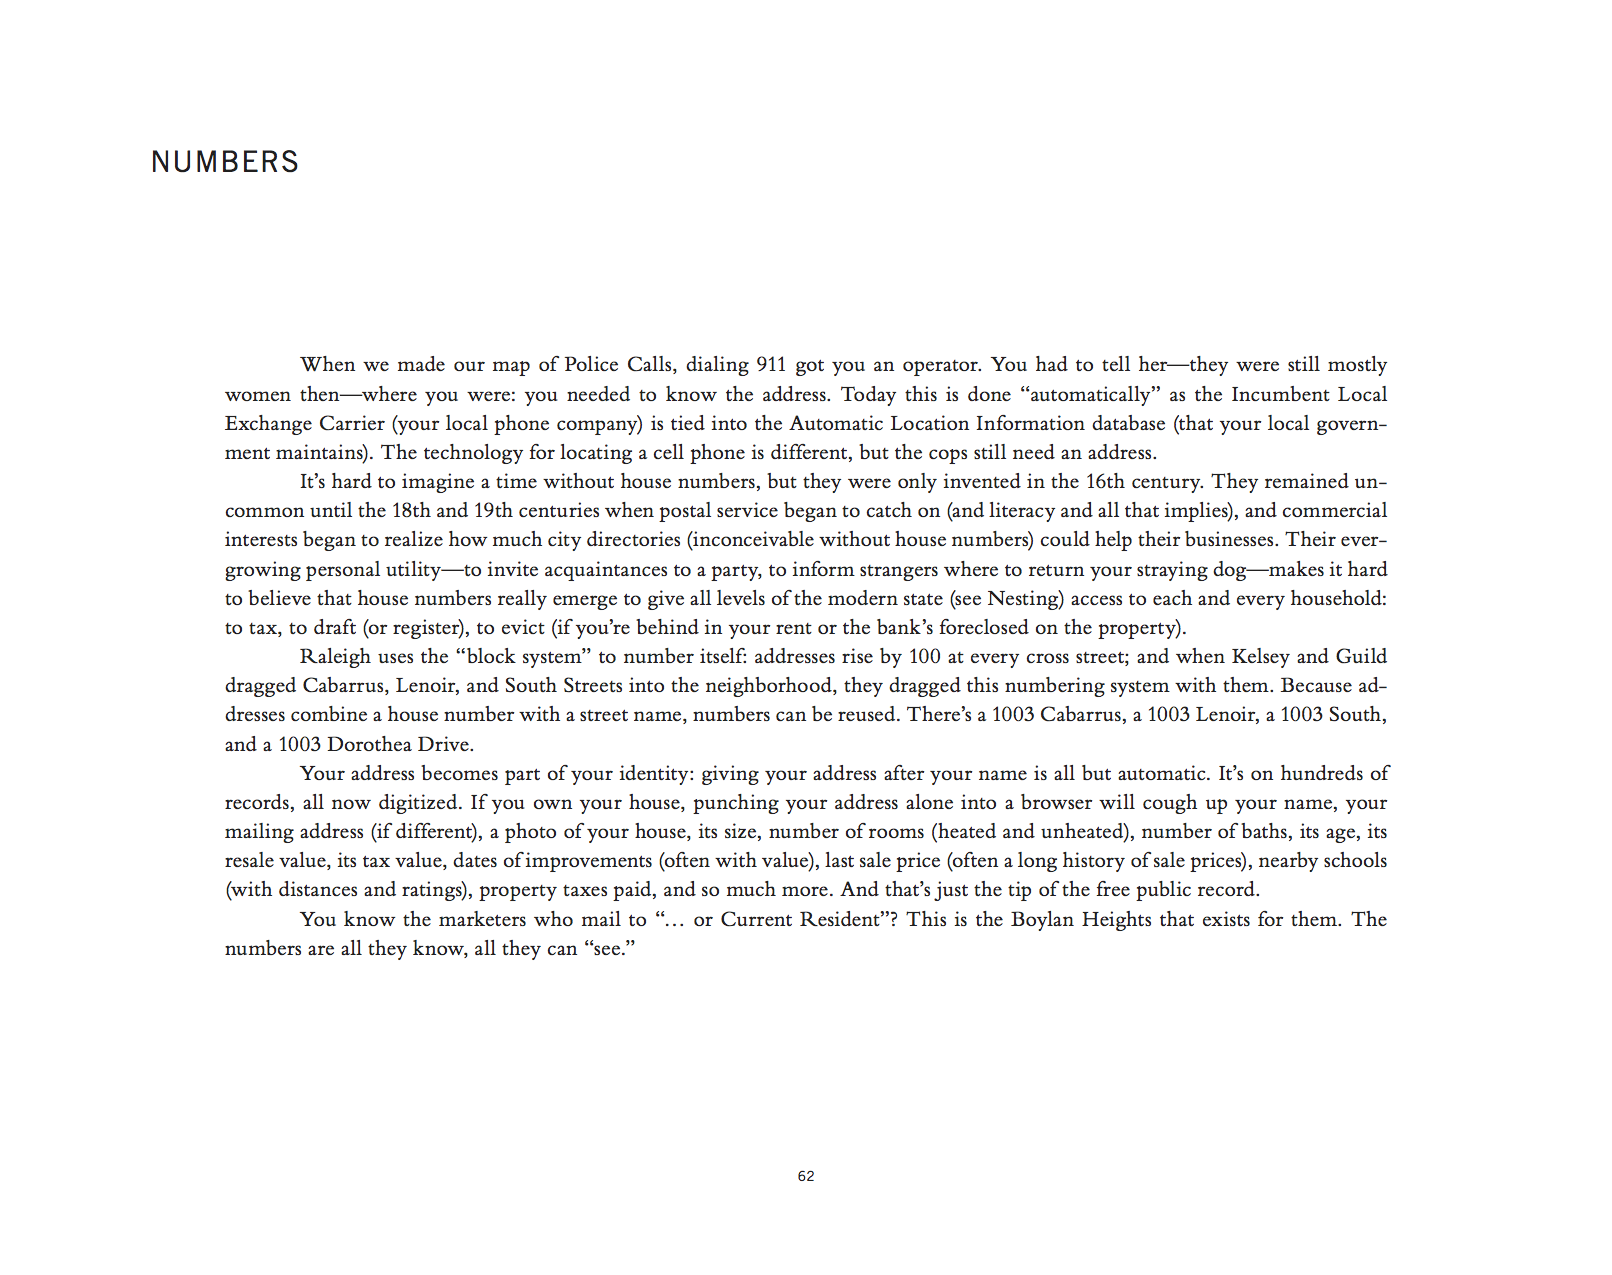 NUMBERS
When we made our map of Police Calls, dialing 911 got you an operator. You had to tell her—they were still mostly
women then—where you were: you needed to know the address. Today this is done “automatically” as the Incumbent Local
Exchange Carrier (your local phone company) is tied into the Automatic Location Information database (that your local govern-
ment maintains). The technology for locating a cell phone is different, but the cops still need an address.
It’s hard to imagine a time without house numbers, but they were only invented in the 16th century. They remained un-
common until the 18th and 19th centuries when postal service began to catch on (and literacy and all that implies), and commercial
interests began to realize how much city directories (inconceivable without house numbers) could help their businesses. Their ever-
growing personal utility—to invite acquaintances to a party, to inform strangers where to return your straying dog—makes it hard
to believe that house numbers really emerge to give all levels of the modern state (see Nesting) access to each and every household:
to tax, to draft (or register), to evict (if you’re behind in your rent or the bank’s foreclosed on the property).
Raleigh uses the “block system” to number itself: addresses rise by 100 at every cross street; and when Kelsey and Guild
dragged Cabarrus, Lenoir, and South Streets into the neighborhood, they dragged this numbering system with them. Because ad-
dresses combine a house number with a street name, numbers can be reused. There’s a 1003 Cabarrus, a 1003 Lenoir, a 1003 South,
and a 1003 Dorothea Drive.
Your address becomes part of your identity: giving your address after your name is all but automatic. It’s on hundreds of
records, all now digitized. If you own your house, punching your address alone into a browser will cough up your name, your
mailing address (if different), a photo of your house, its size, number of rooms (heated and unheated), number of baths, its age, its
resale value, its tax value, dates of improvements (often with value), last sale price (often a long history of sale prices), nearby schools
(with distances and ratings), property taxes paid, and so much more. And that’s just the tip of the free public record.
You know the marketers who mail to “… or Current Resident”? This is the Boylan Heights that exists for them. The
numbers are all they know, all they can “see.”
62